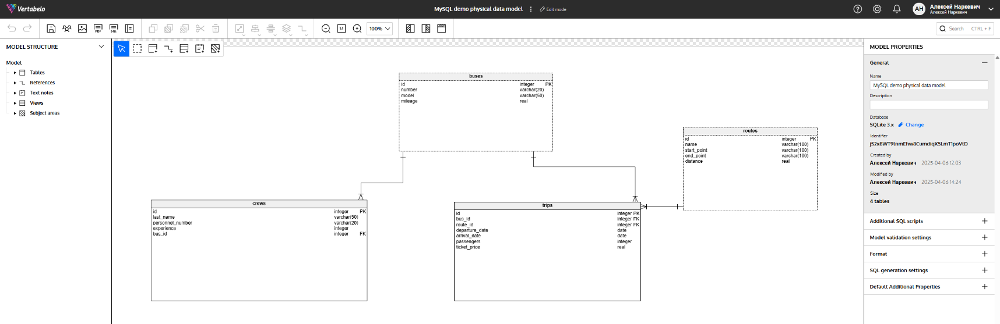 Vertabelo
MySQL demo physical data model
Edit mode
AH
Алексей Наркевич
Алексей Наркевич
PDF
SQL
1:1
100%
Search CTRL + F
MODEL STRUCTURE
Model
Tables
References
Text notes
Views
Subject areas
buses
id integer PK
number varchar(20)
model varchar(50)
mileage real
routes
id integer PK
name varchar(100)
start_point varchar(100)
end_point varchar(100)
distance real
crews
id integer PK
last_name varchar(50)
personnel_number varchar(20)
experience integer
bus_id integer FK
trips
id integer PK
bus_id integer FK
route_id integer FK
departure_date date
arrival_date date
passengers integer
ticket_price real
MODEL PROPERTIES
General
Name
MySQL demo physical data model
Description
Database
SQLite 3.x Change
Identifier
Created by
Алексей Наркевич 2025-04-06 12:03
Modified by
Алексей Наркевич 2025-04-06 14:24
Size
4 tables
Additional SQL scripts
Model validation settings
Format
SQL generation settings
Default Additional Properties